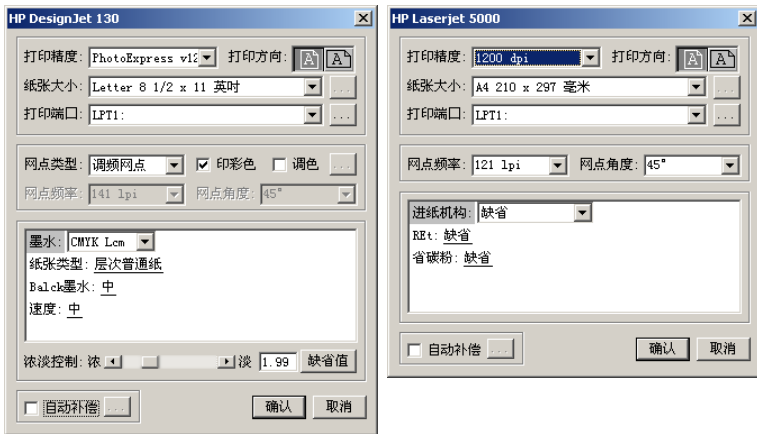 HP DesignJet 130
打印精度: PhotoExpress v12 打印方向: A A
纸张大小: Letter 8 1/2 x 11 英吋 ...
打印端口: LPT1: ...
网点类型: 调频网点 印彩色 调色 ...
网点频率: 141 lpi 网点角度: 45°
墨水: CMYK Lcm
纸张类型: 层次普通纸
Balck墨水: 中
速度: 中
浓淡控制: 浓 淡 1.99 缺省值
自动补偿 ... 确认 取消
HP Laserjet 5000
打印精度: 1200 dpi 打印方向: A A
纸张大小: A4 210 x 297 毫米 ...
打印端口: LPT1: ...
网点频率: 121 lpi 网点角度: 45°
进纸机构: 缺省
REt: 缺省
省碳粉: 缺省
自动补偿 ... 确认 取消